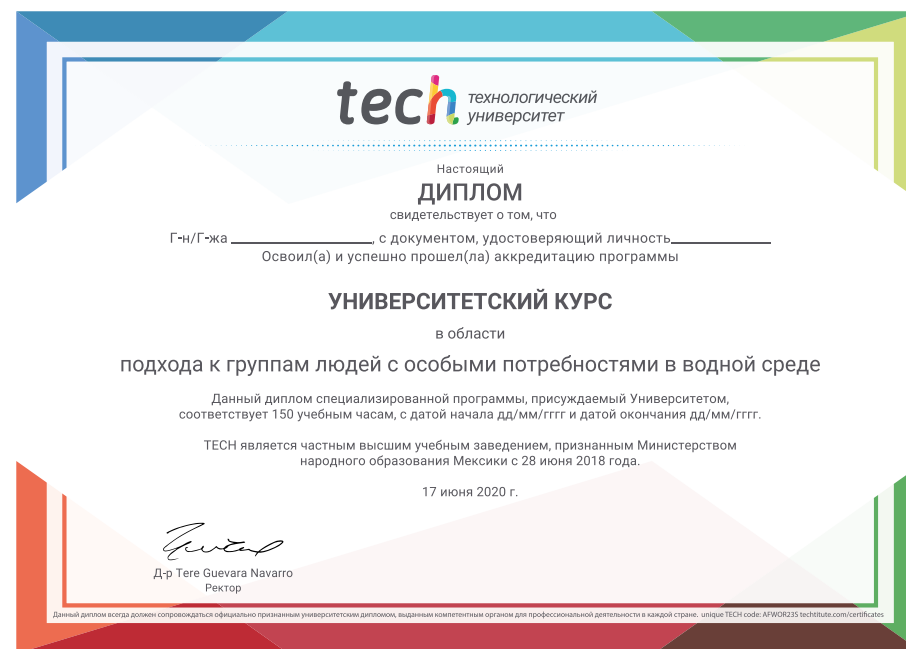 tech технологический
университет
Настоящий
ДИПЛОМ
свидетельствует о том, что
Г-н/Г-жа ____________________, с документом, удостоверяющий личность______________
Освоил(а) и успешно прошел(ла) аккредитацию программы
УНИВЕРСИТЕТСКИЙ КУРС
в области
подхода к группам людей с особыми потребностями в водной среде
Данный диплом специализированной программы, присуждаемый Университетом,
соответствует 150 учебным часам, с датой начала дд/мм/гггг и датой окончания дд/мм/гггг.
TECH является частным высшим учебным заведением, признанным Министерством
народного образования Мексики с 28 июня 2018 года.
17 июня 2020 г.
Д-р Tere Guevara Navarro
Ректор
Данный диплом всегда должен сопровождаться официально признанным университетским дипломом, выданным компетентным органом для профессиональной деятельности в каждой стране. unique TECH code: AFWOR23S techtitute.com/certificates